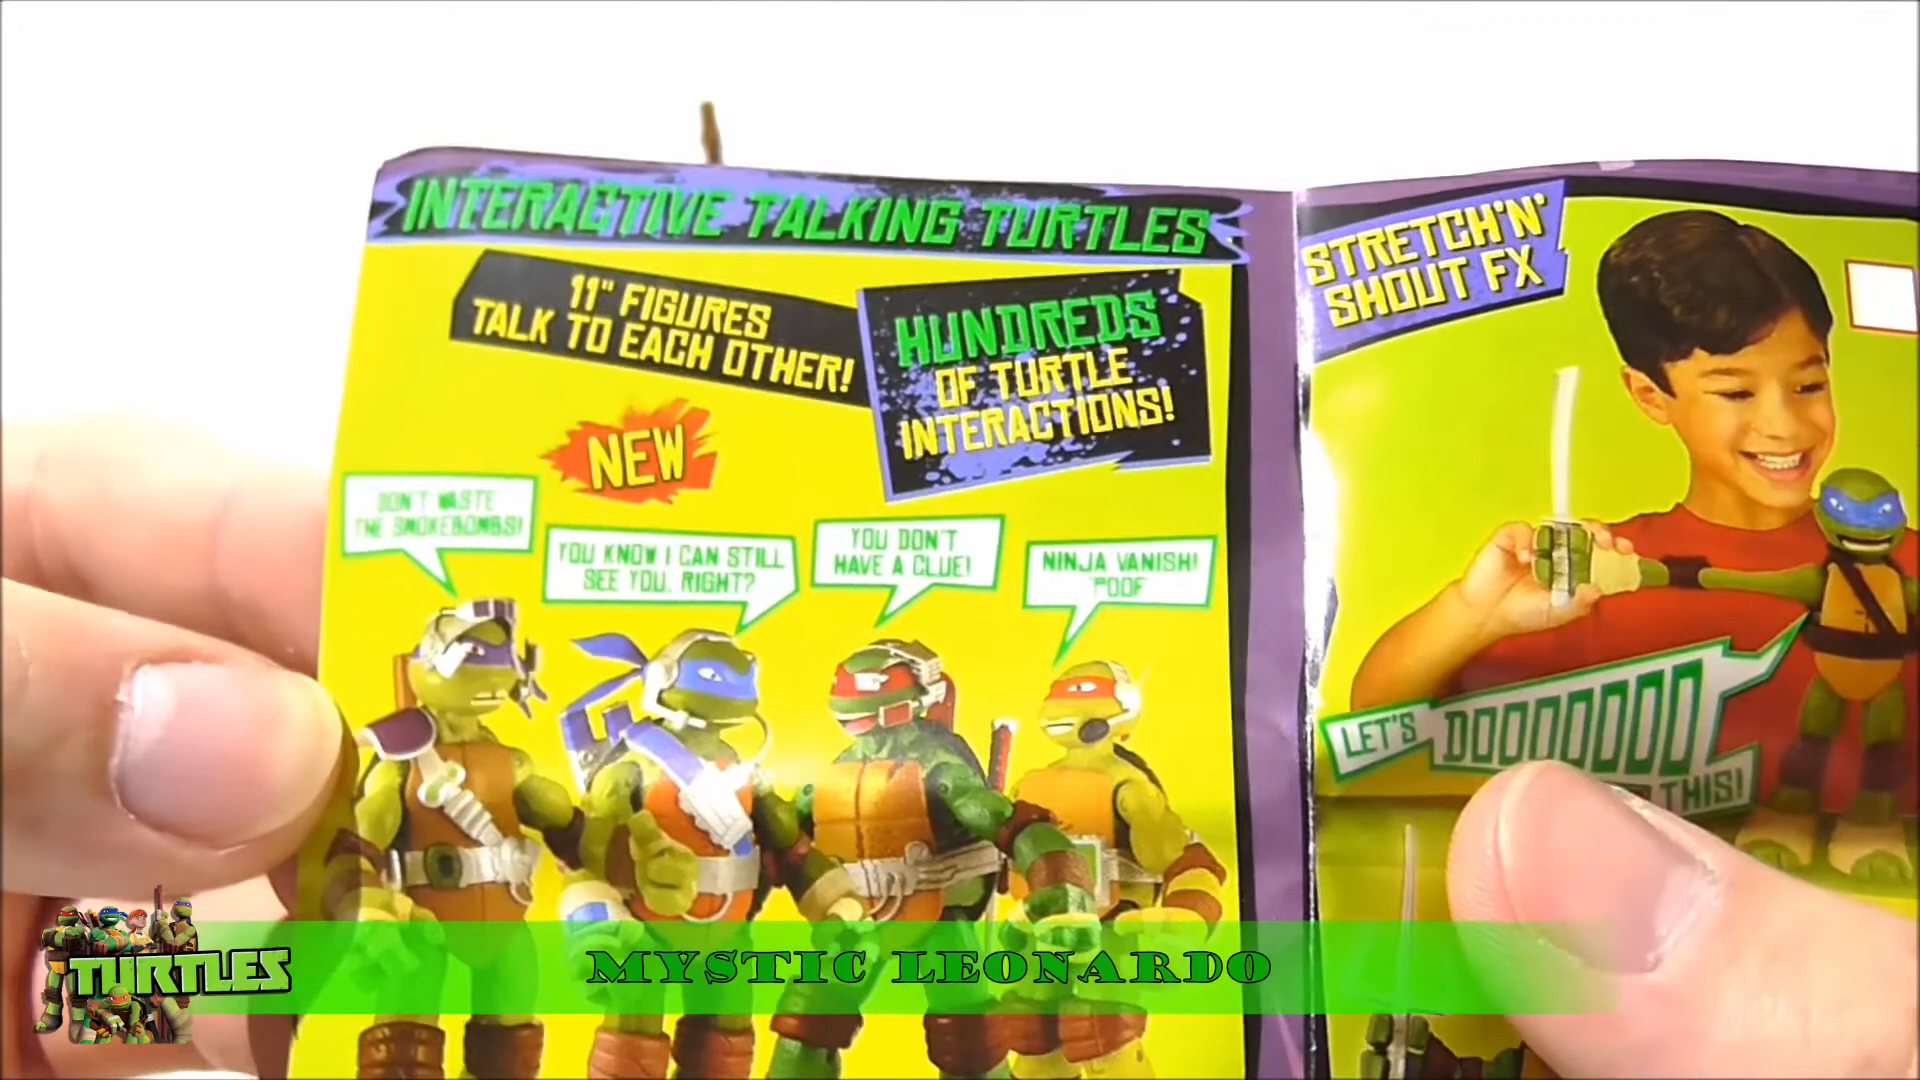 INTERACTIVE TALKING TURTLES
11" FIGURES
TALK TO EACH OTHER!
HUNDREDS
OF TURTLE
INTERACTIONS!
NEW
DON'T WASTE
THE SMOKEBOMBS!
YOU KNOW I CAN STILL
SEE YOU, RIGHT?
YOU DON'T
HAVE A CLUE!
NINJA VANISH!
*POOF*
STRETCH'N'
SHOUT FX
LET'S DOOOOOOOO
THIS!
TURTLES
MYSTIC LEONARDO